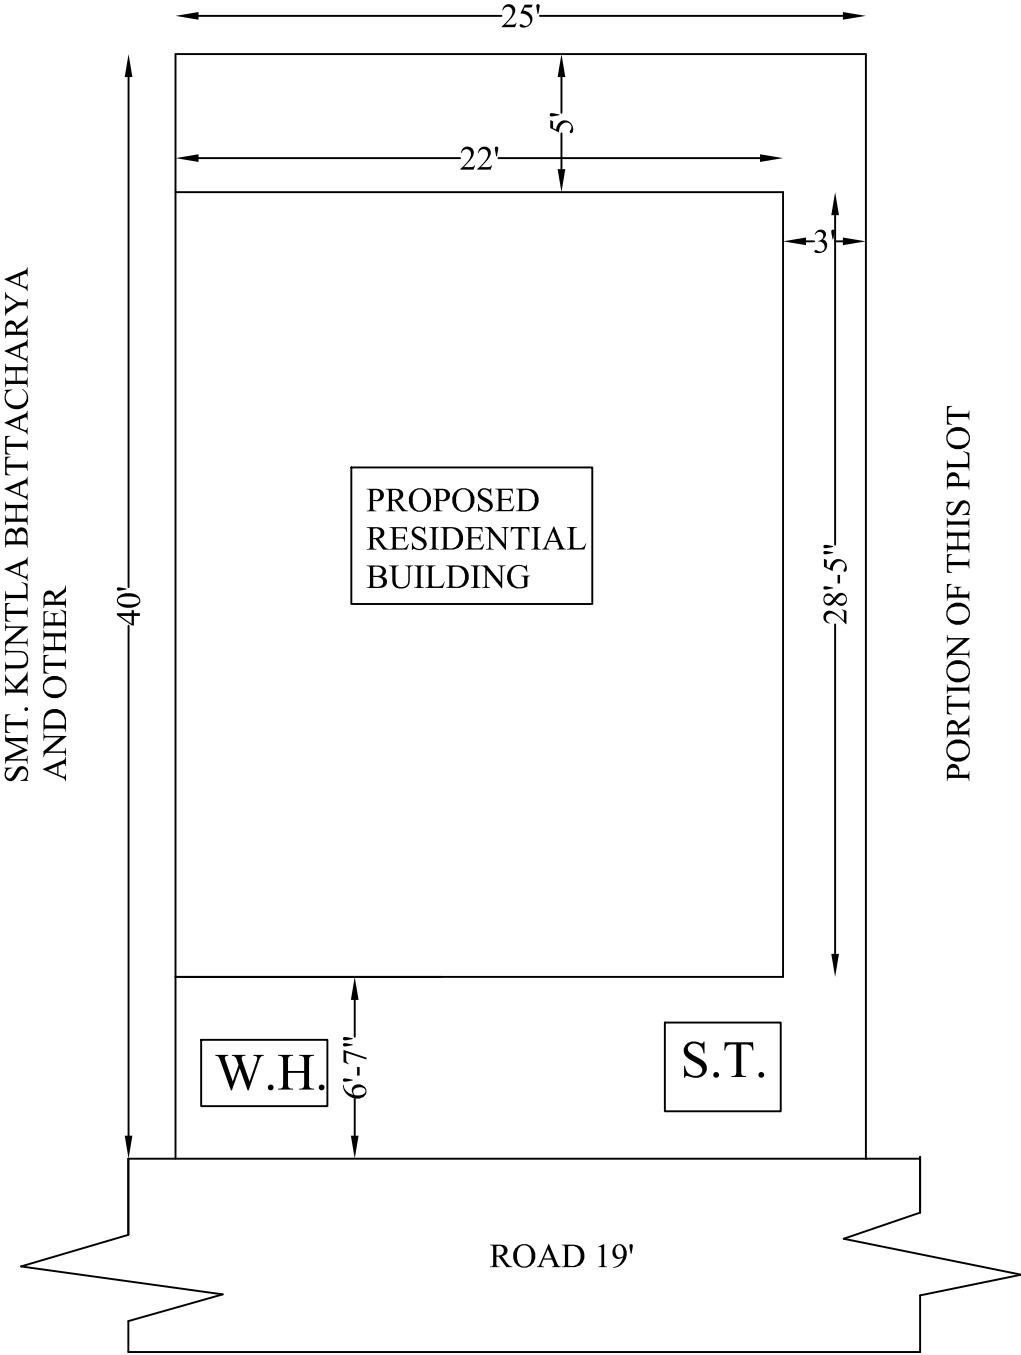 25'
5'
22'
3'
SMT. KUNTLA BHATTACHARYA
AND OTHER
40'
PROPOSED
RESIDENTIAL
BUILDING
28'-5"
PORTION OF THIS PLOT
W.H.
6'-7"
S.T.
ROAD 19'